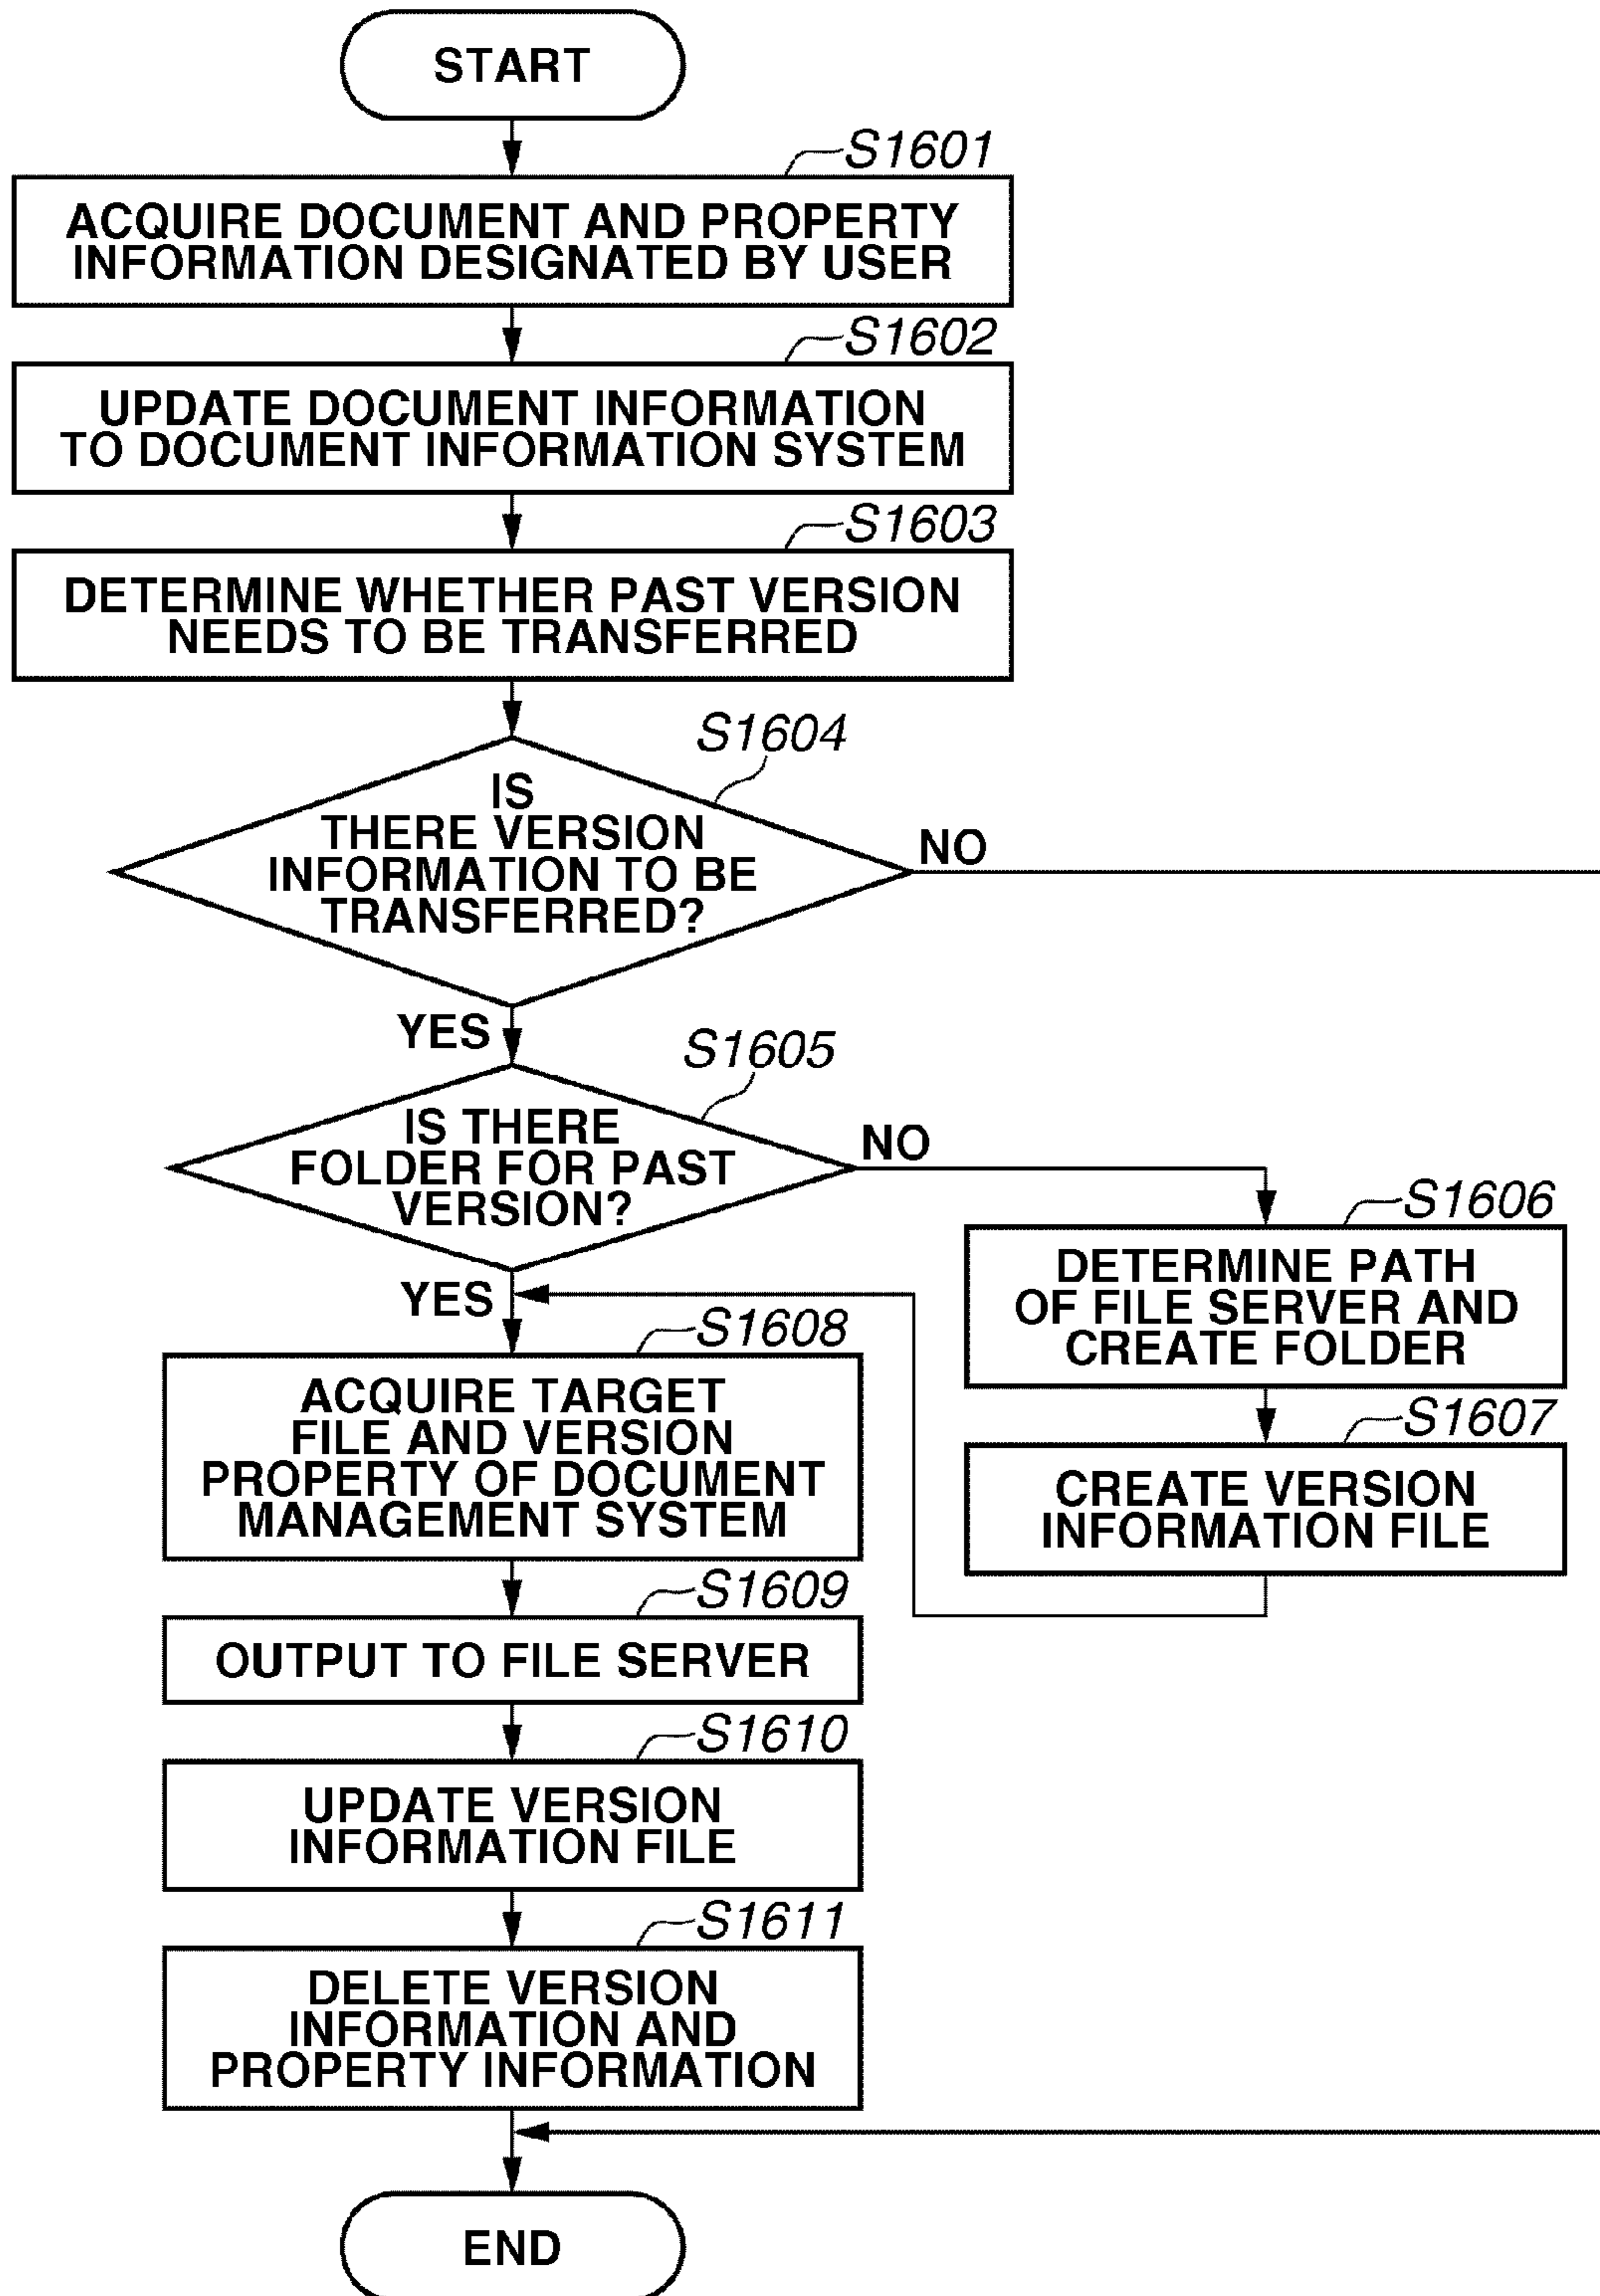 START
S1601
ACQUIRE DOCUMENT AND PROPERTY
INFORMATION DESIGNATED BY USER
S1602
UPDATE DOCUMENT INFORMATION
TO DOCUMENT INFORMATION SYSTEM
S1603
DETERMINE WHETHER PAST VERSION
NEEDS TO BE TRANSFERRED
S1604
IS
THERE VERSION
INFORMATION TO BE
TRANSFERRED?
NO
YES
S1605
IS THERE
FOLDER FOR PAST
VERSION?
NO
S1606
DETERMINE PATH
OF FILE SERVER AND
CREATE FOLDER
S1607
CREATE VERSION
INFORMATION FILE
YES
S1608
ACQUIRE TARGET
FILE AND VERSION
PROPERTY OF DOCUMENT
MANAGEMENT SYSTEM
S1609
OUTPUT TO FILE SERVER
S1610
UPDATE VERSION
INFORMATION FILE
S1611
DELETE VERSION
INFORMATION AND
PROPERTY INFORMATION
END